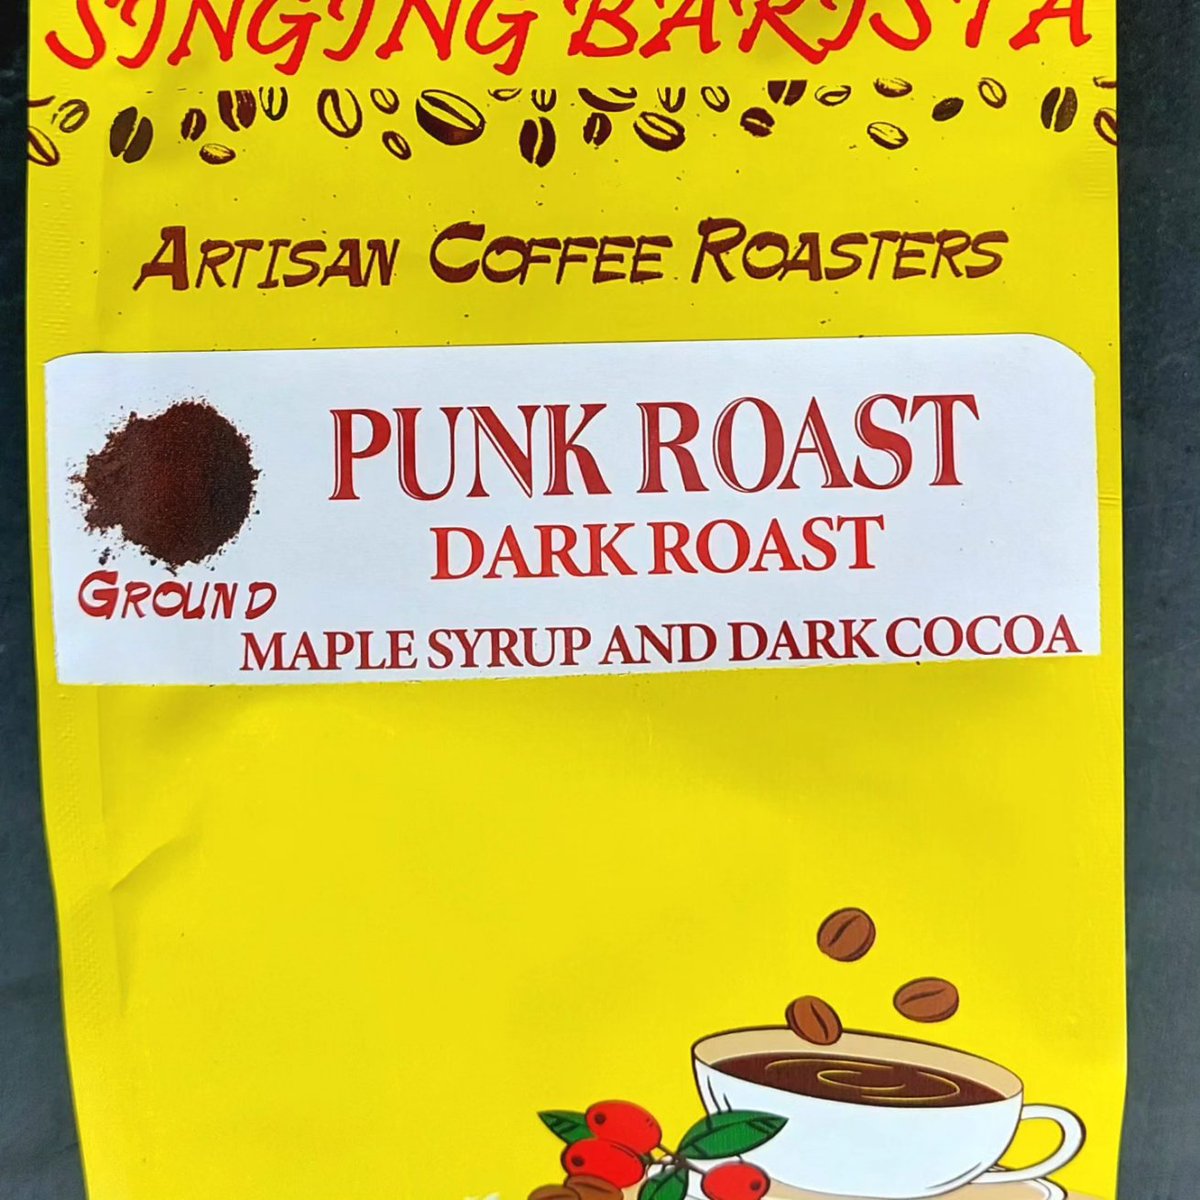 SINGING BARISTA
ARTISAN COFFEE ROASTERS
PUNK ROAST
DARK ROAST
GROUND
MAPLE SYRUP AND DARK COCOA